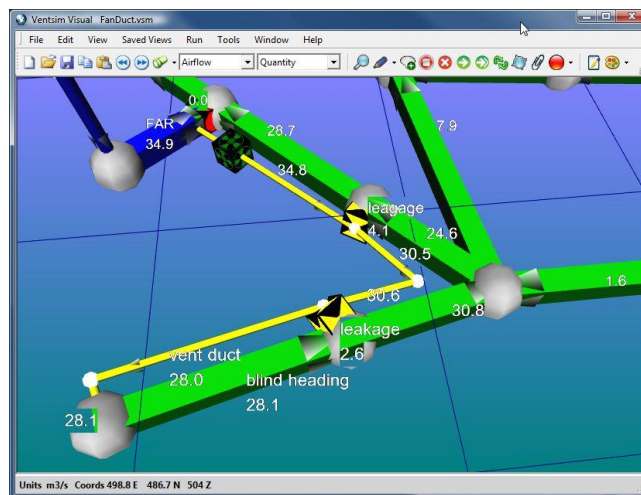 Ventsim Visual FanDuct.vsm
File Edit View Saved Views Run Tools Window Help
Airflow Quantity
0.0
FAR
34.9
28.7
7.9
34.8
leagage
4.1
24.6
30.5
1.6
30.6
30.8
leakage
2.6
vent duct
28.0
blind heading
28.1
28.1
Units m3/s Coords 498.8 E 486.7 N 504 Z